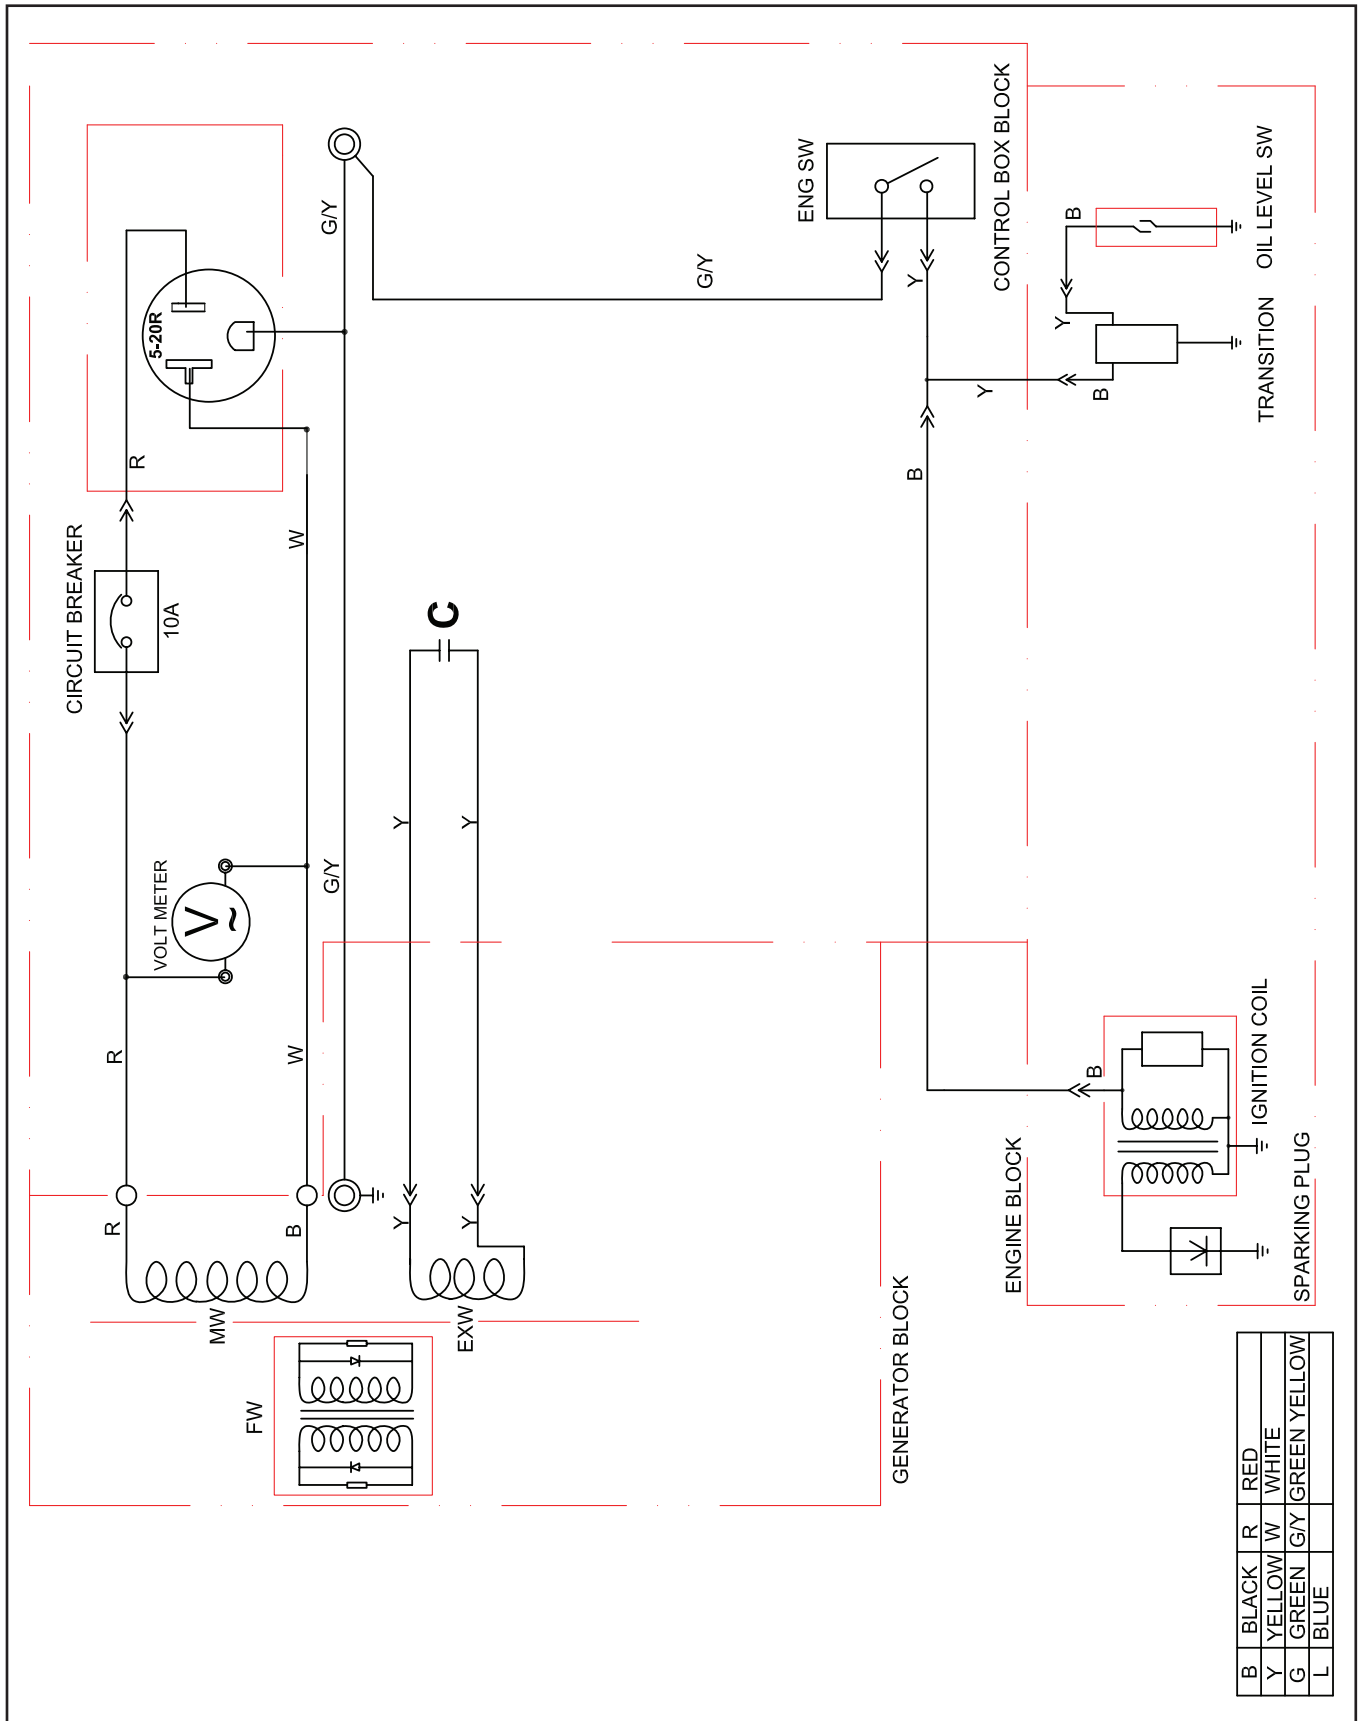 CONTROL BOX BLOCK
ENG SW
G/Y
G/Y
G/Y
5-20R
R
CIRCUIT BREAKER
10A
W
C
VOLT METER
V
~
R
W
Y
Y
Y
B
Y
B
Y
B
OIL LEVEL SW
TRANSITION
R
B
Y
Y
MW
EXW
FW
GENERATOR BLOCK
ENGINE BLOCK
B
IGNITION COIL
SPARKING PLUG
B BLACK R RED
Y YELLOW W WHITE
G GREEN G/Y GREEN YELLOW
L BLUE